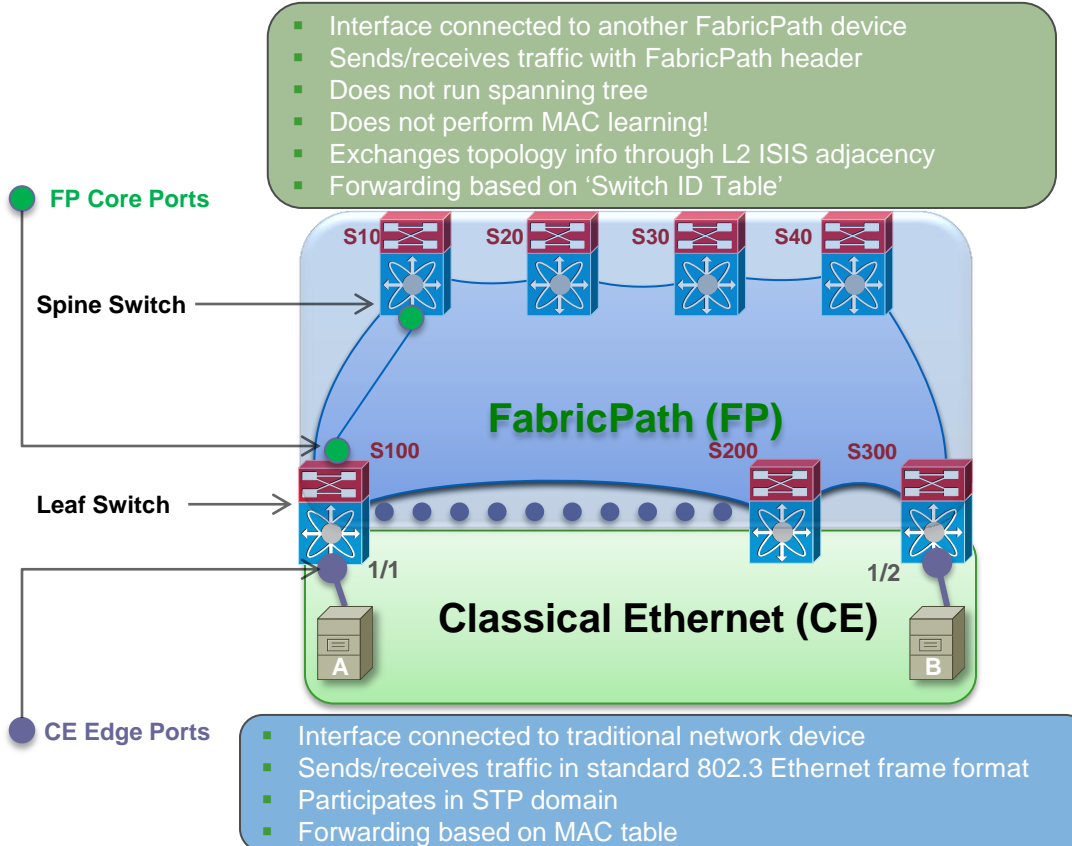 Interface connected to another FabricPath device
Sends/receives traffic with FabricPath header
Does not run spanning tree
Does not perform MAC learning!
Exchanges topology info through L2 ISIS adjacency
Forwarding based on ‘Switch ID Table’
FP Core Ports
S10
S20
S30
S40
Spine Switch
FabricPath (FP)
S100
S200
S300
Leaf Switch
1/1
1/2
Classical Ethernet (CE)
A
B
CE Edge Ports
Interface connected to traditional network device
Sends/receives traffic in standard 802.3 Ethernet frame format
Participates in STP domain
Forwarding based on MAC table